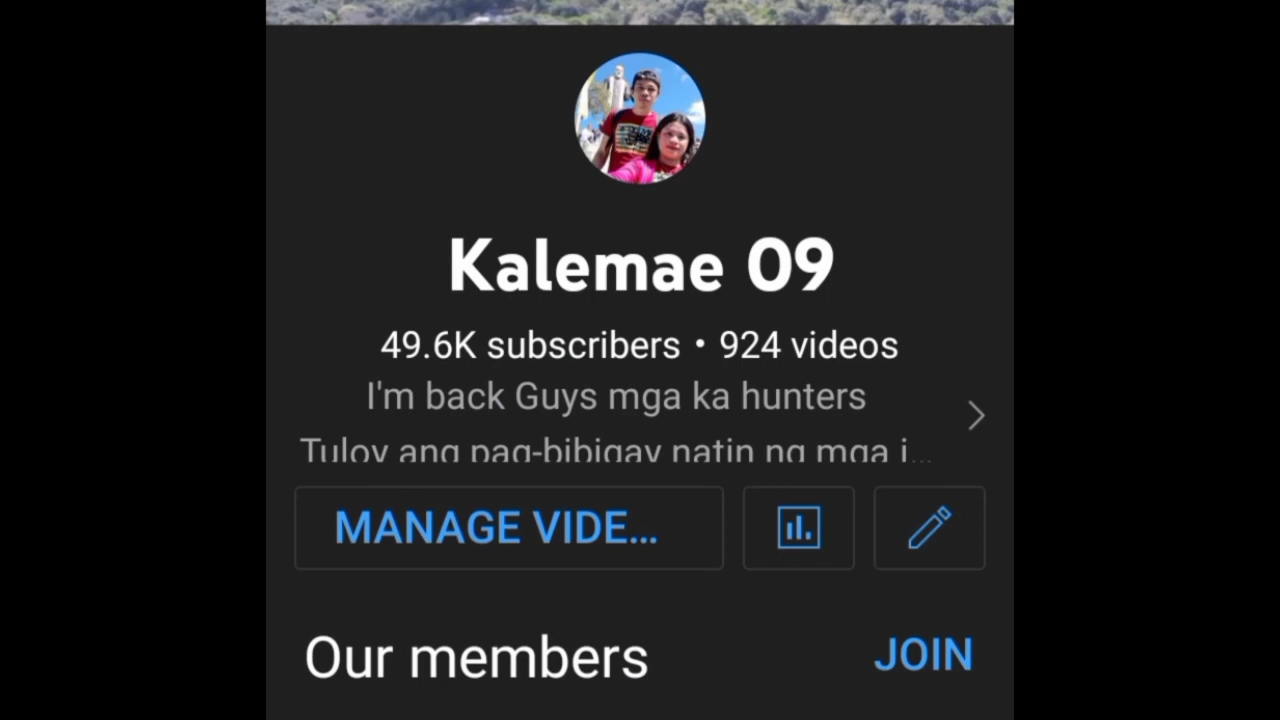 Kalemae 09
49.6K subscribers • 924 videos
I'm back Guys mga ka hunters
Tuloy ang pag-bibigay natin ng mga i...
MANAGE VIDE...
Our members
JOIN